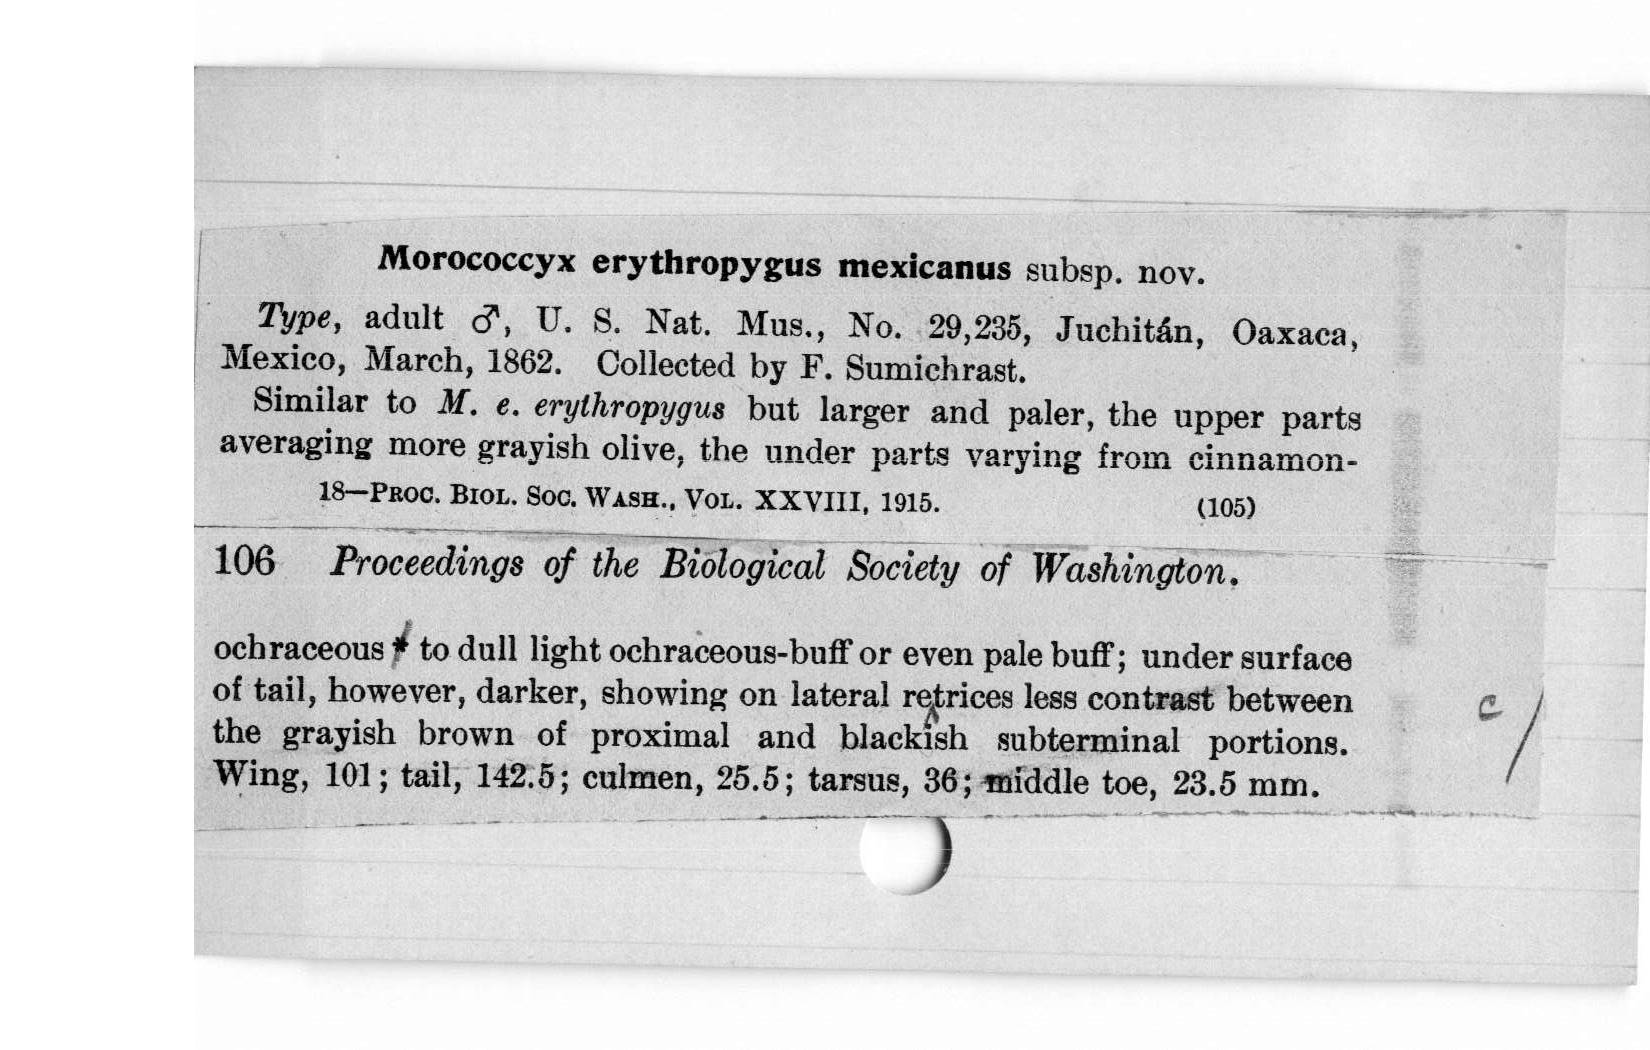 Morococcyx erythropygus mexicanus subsp. nov.
Type, adult ♂, U. S. Nat. Mus., No. 29,235, Juchitán, Oaxaca,
Mexico, March, 1862. Collected by F. Sumichrast.
Similar to M. e. erythropygus but larger and paler, the upper parts
averaging more grayish olive, the under parts varying from cinnamon-
18—PROC. BIOL. SOC. WASH., VOL. XXVIII, 1915. (105)
106 Proceedings of the Biological Society of Washington.
ochraceous * to dull light ochraceous-buff or even pale buff; under surface
of tail, however, darker, showing on lateral retrices less contrast between
the grayish brown of proximal and blackish subterminal portions.
Wing, 101; tail, 142.5; culmen, 25.5; tarsus, 36; middle toe, 23.5 mm.
c/